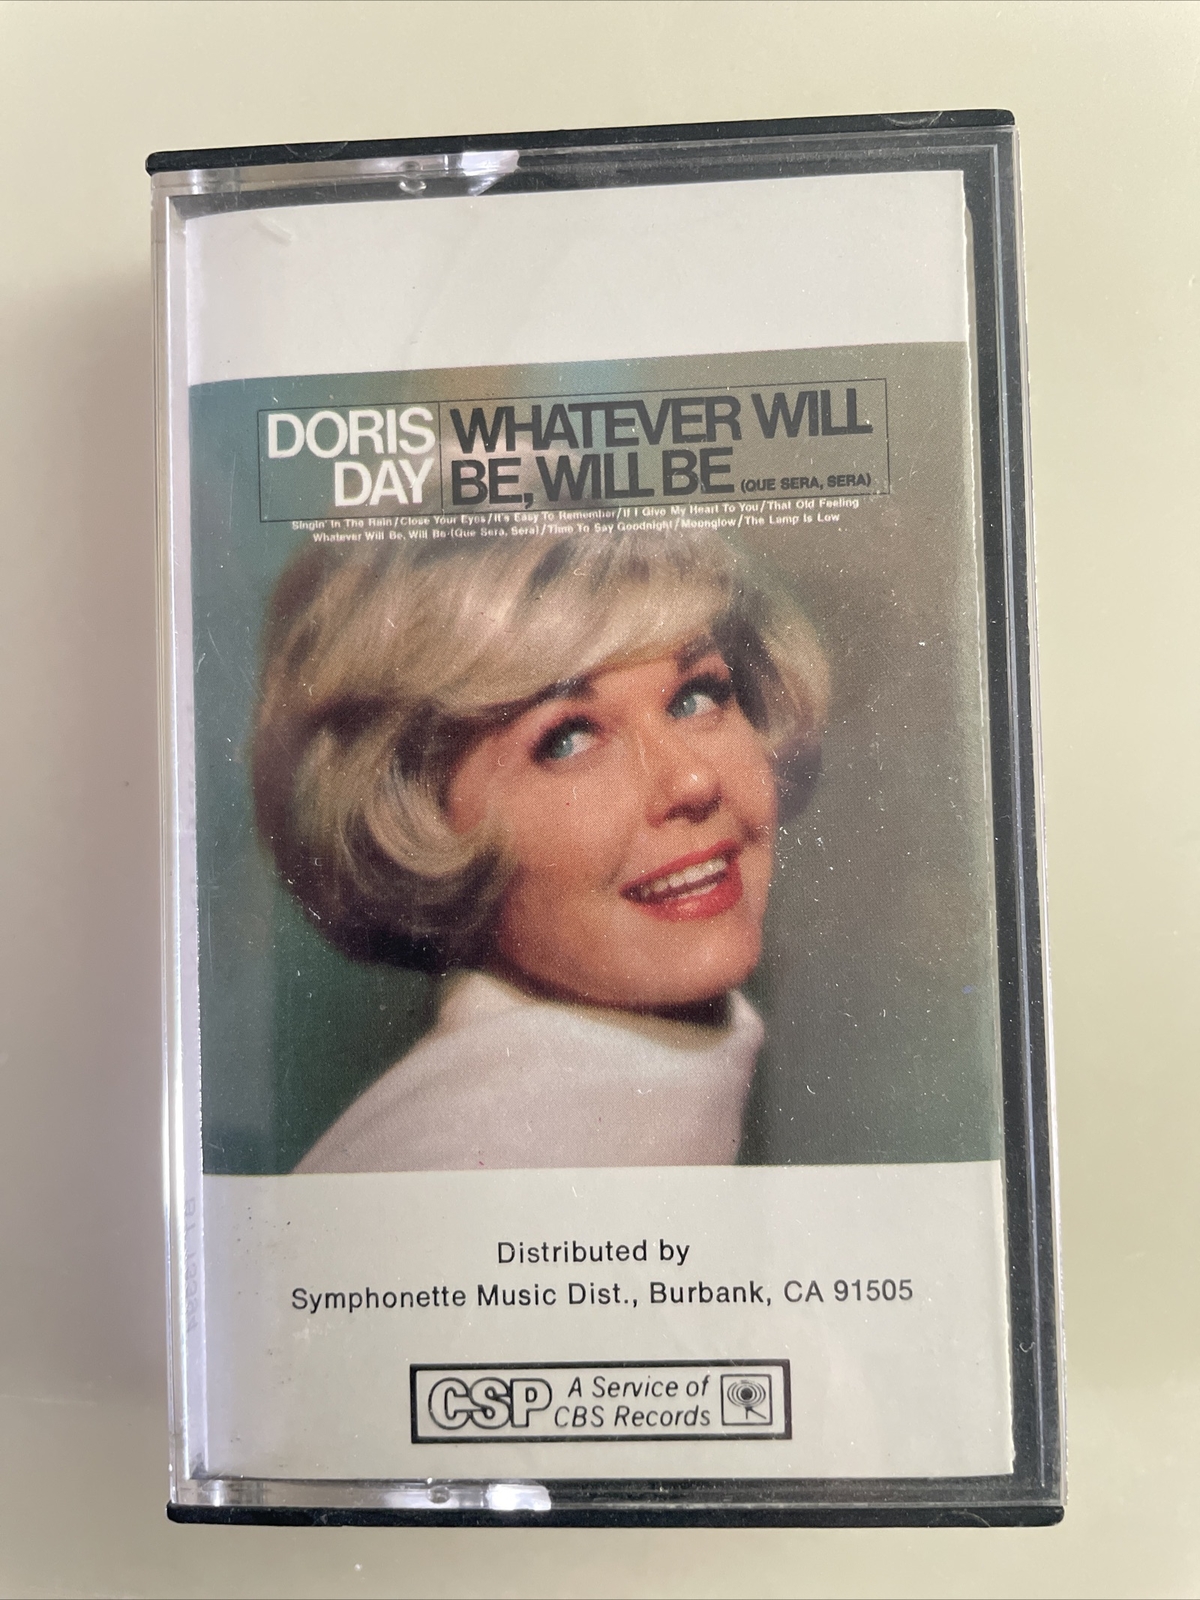 DORIS DAY
WHATEVER WILL BE, WILL BE (QUE SERA, SERA)
Singin' In The Rain/Close Your Eyes/It's Easy To Remember/If I Give My Heart To You/That Old Feeling
Whatever Will Be, Will Be (Que Sera, Sera)/Time To Say Goodnight/Moonglow/The Lamp Is Low
Distributed by
Symphonette Music Dist., Burbank, CA 91505
CSP A Service of
CBS Records